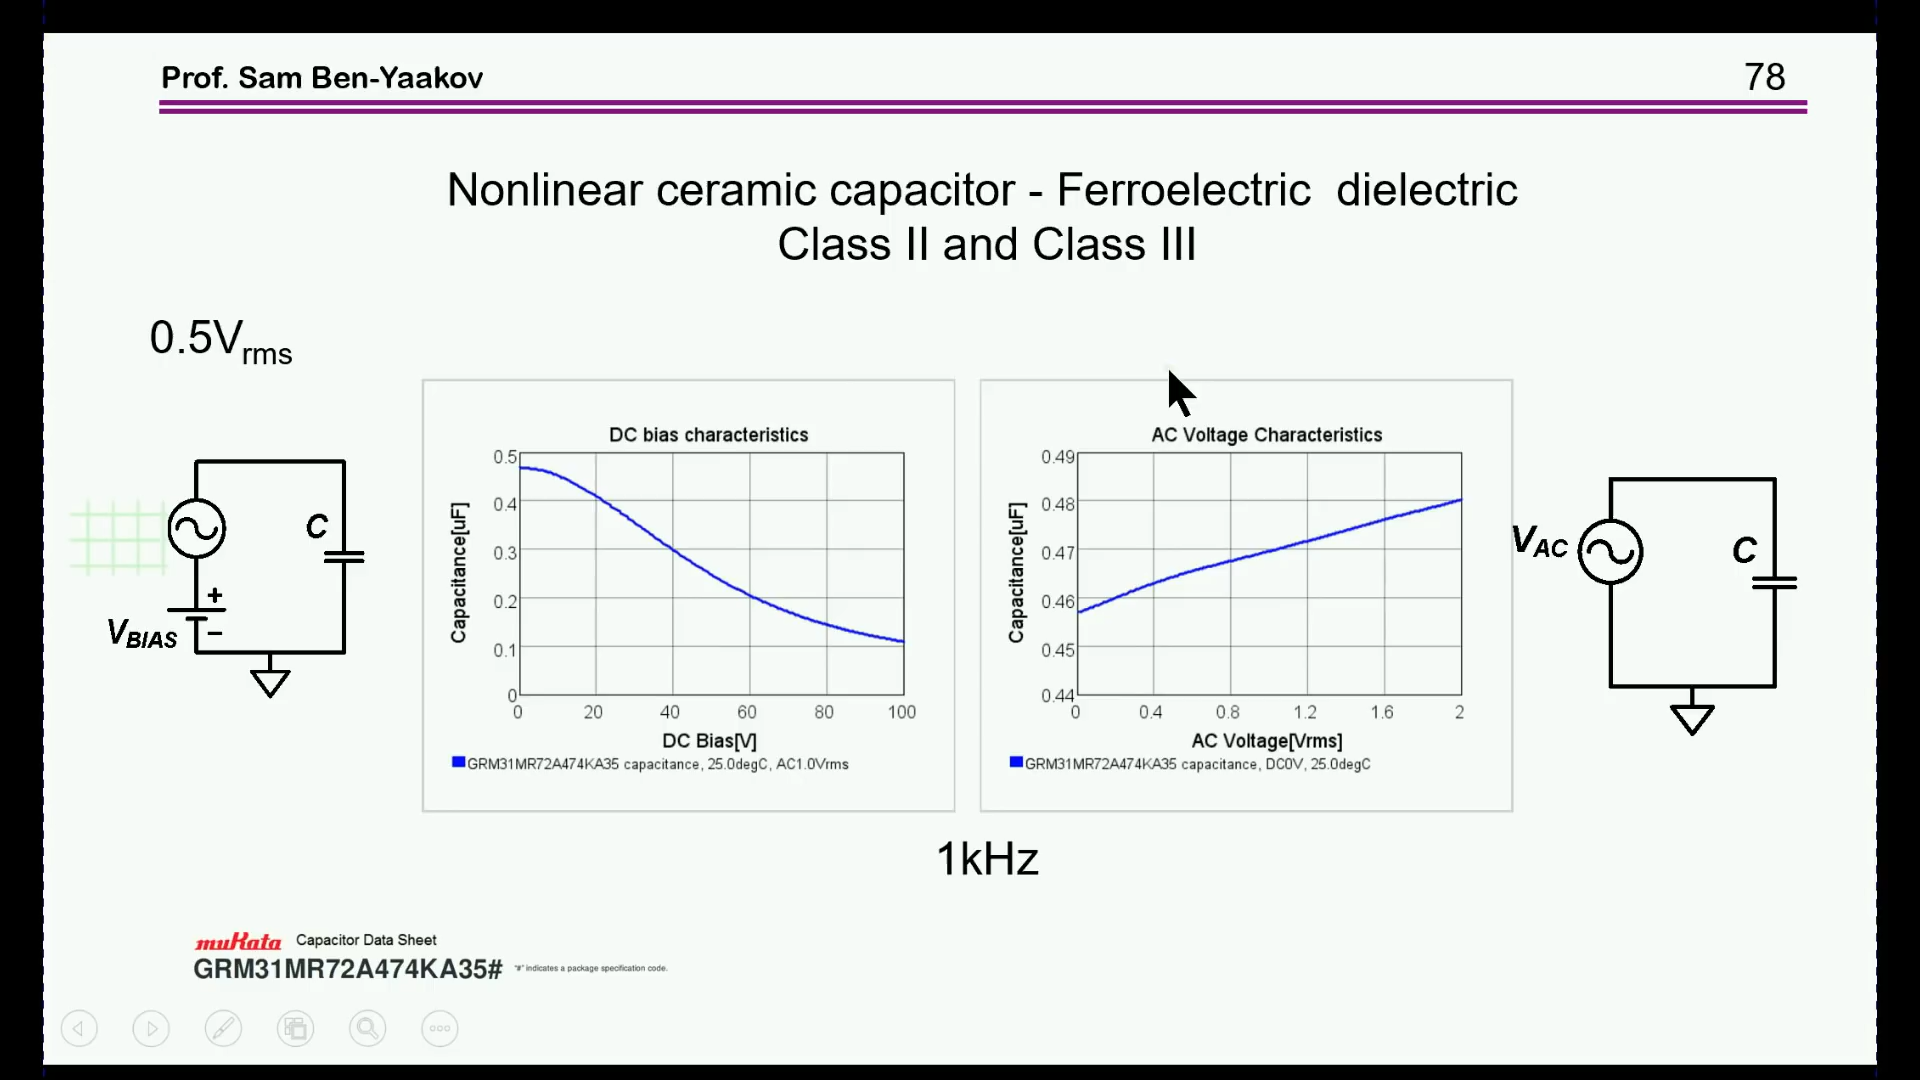 Prof. Sam Ben-Yaakov
78
Nonlinear ceramic capacitor - Ferroelectric dielectric
Class II and Class III
0.5Vrms
C
+
VBIAS
−
DC bias characteristics
0.5
0.4
0.3
0.2
0.1
0
Capacitance[uF]
0 20 40 60 80 100
DC Bias[V]
GRM31MR72A474KA35 capacitance, 25.0degC, AC1.0Vrms
AC Voltage Characteristics
0.49
0.48
0.47
0.46
0.45
0.44
Capacitance[uF]
0 0.4 0.8 1.2 1.6 2
AC Voltage[Vrms]
GRM31MR72A474KA35 capacitance, DC0V, 25.0degC
VAC
C
1kHz
muRata Capacitor Data Sheet
GRM31MR72A474KA35# "#" indicates a package specification code.